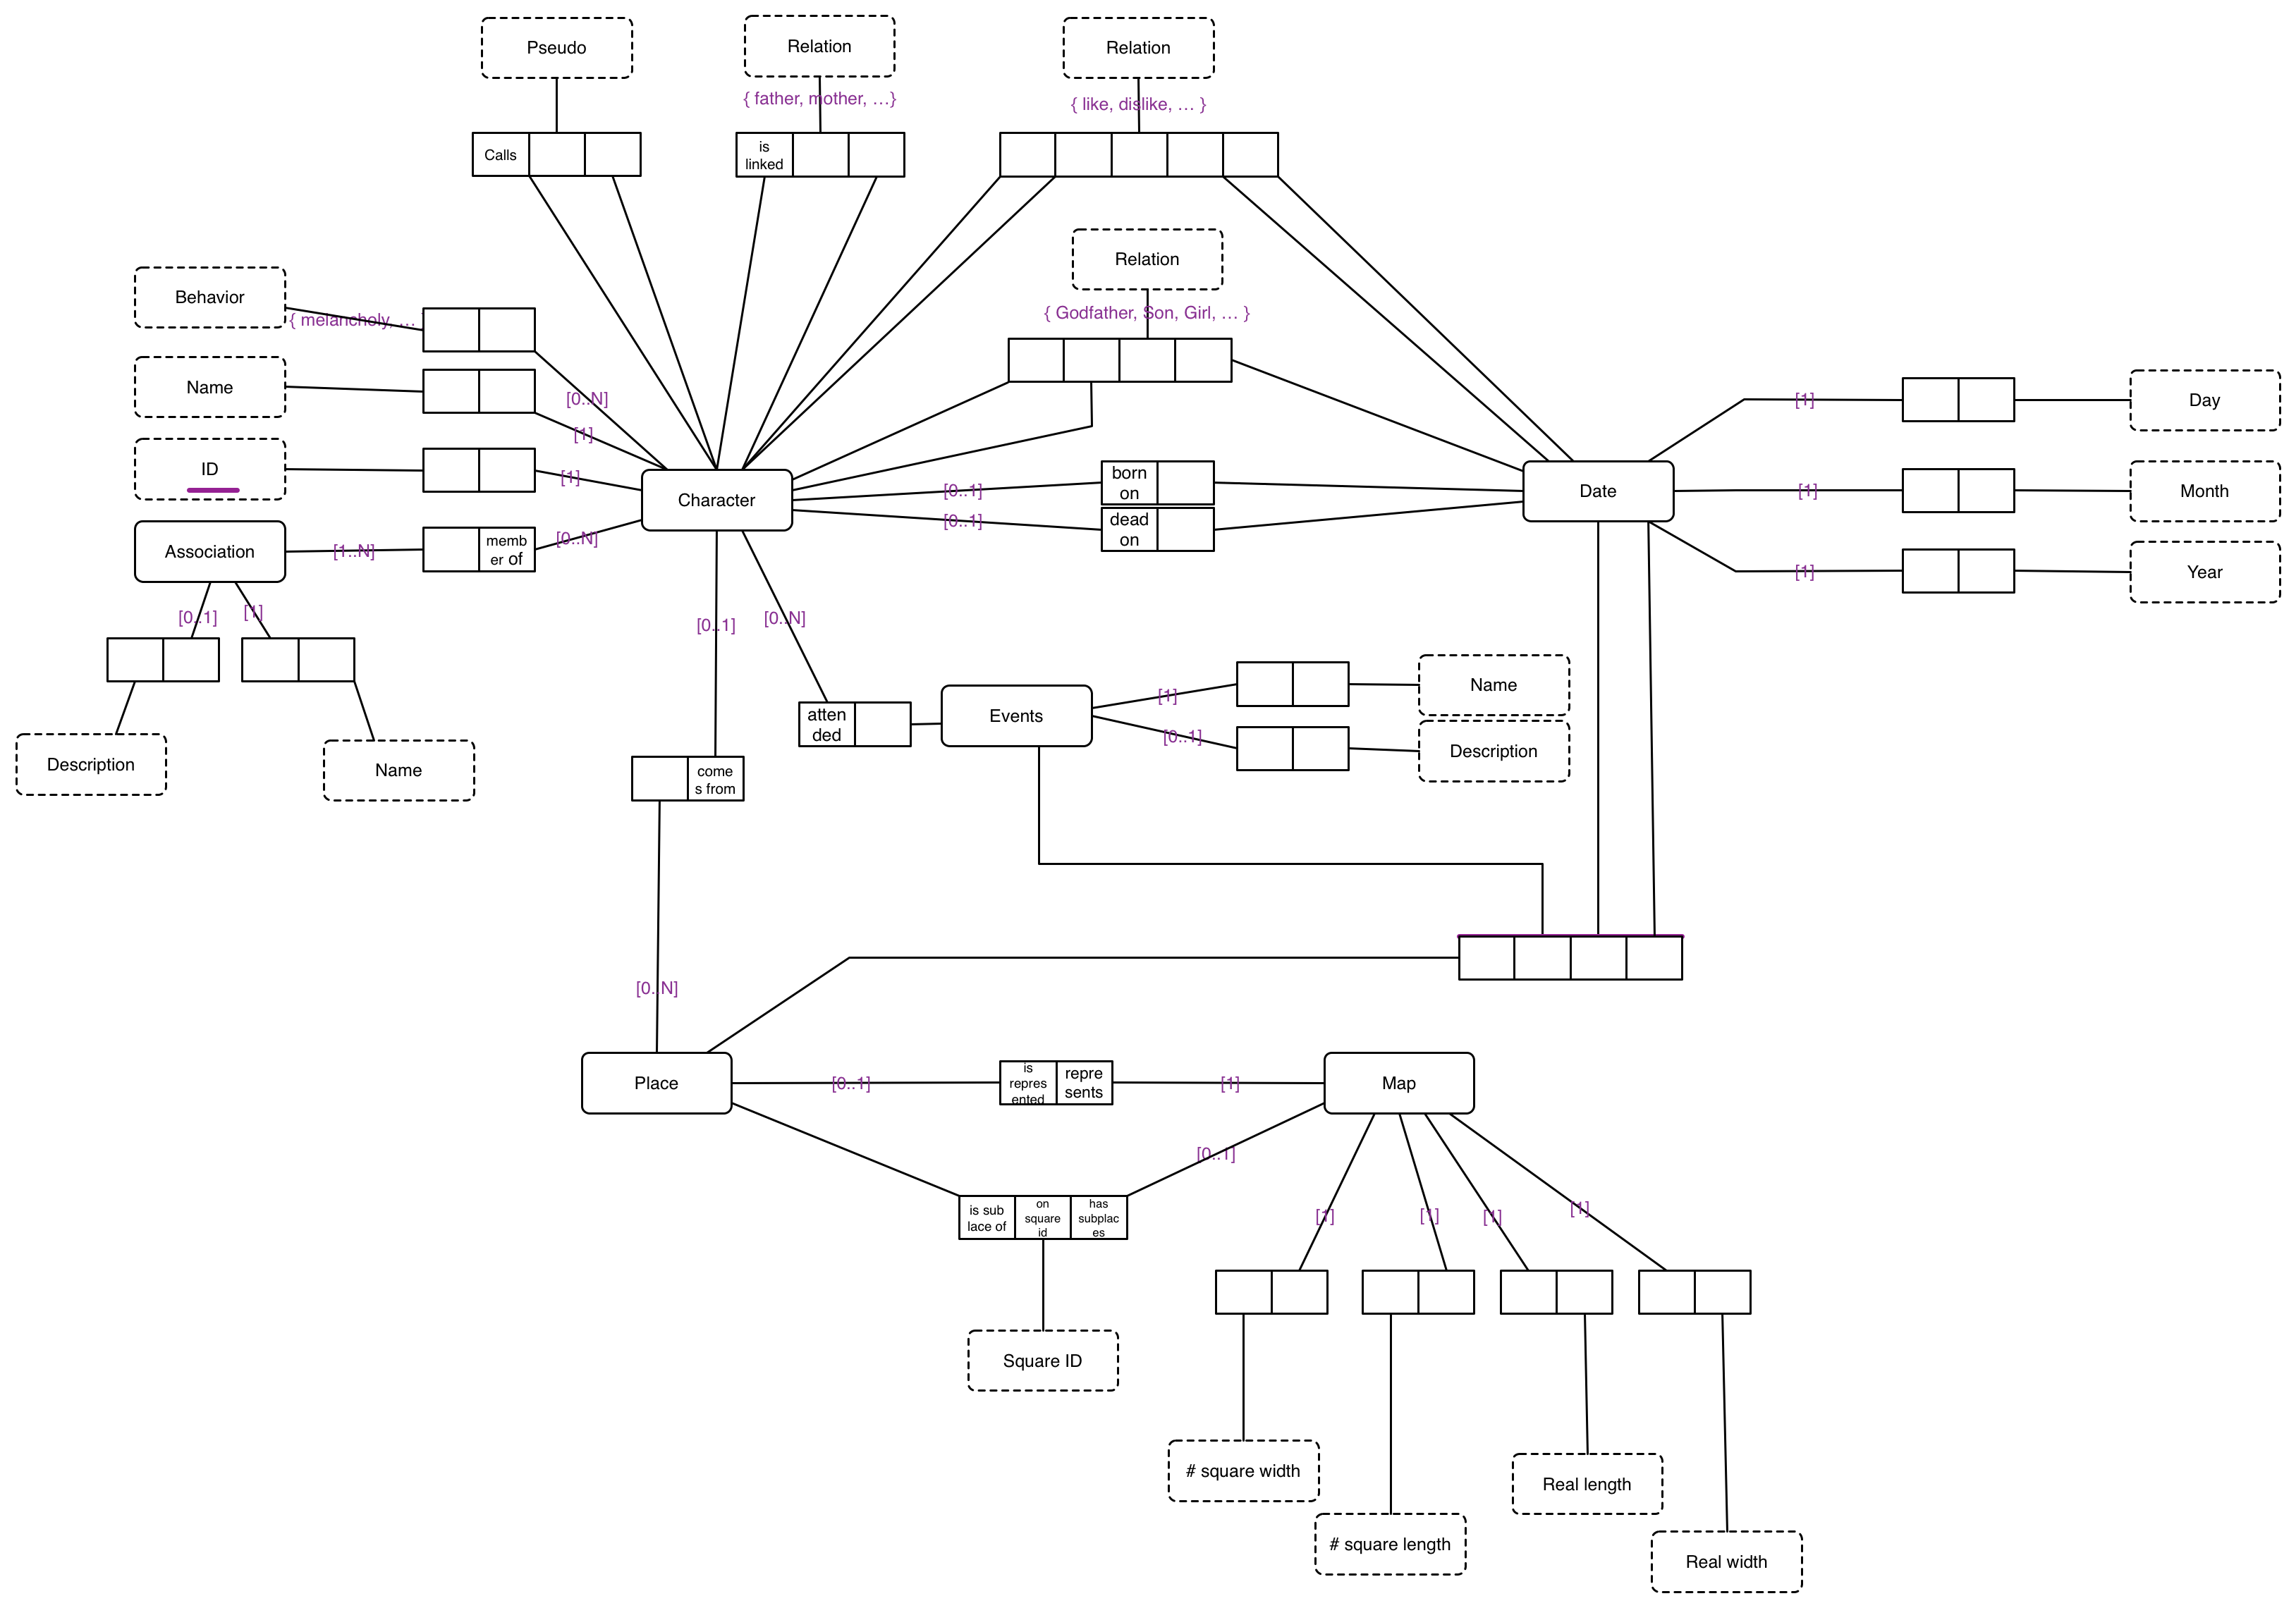 Pseudo
Relation
Relation
{ father, mother, …}
{ like, dislike, … }
Calls
is
linked
Relation
{ Godfather, Son, Girl, … }
Behavior
{ melancholy, …
Name
[0..N]
[1]
ID
[1]
Character
[0..1]
born
on
[0..1]
dead
on
Date
[1]
Day
[1]
Month
[1]
Year
Association
[1..N]
memb
er of
[0..N]
[0..1]
[1]
Description
Name
[0..1]
[0..N]
atten
ded
Events
[1]
Name
[0..1]
Description
come
s from
[0..N]
Place
[0..1]
is
repres
ented
repre
sents
[1]
Map
[0..1]
is sub
lace of
on
square
id
has
subplac
es
[1]
[1]
[1]
[1]
Square ID
# square width
# square length
Real length
Real width